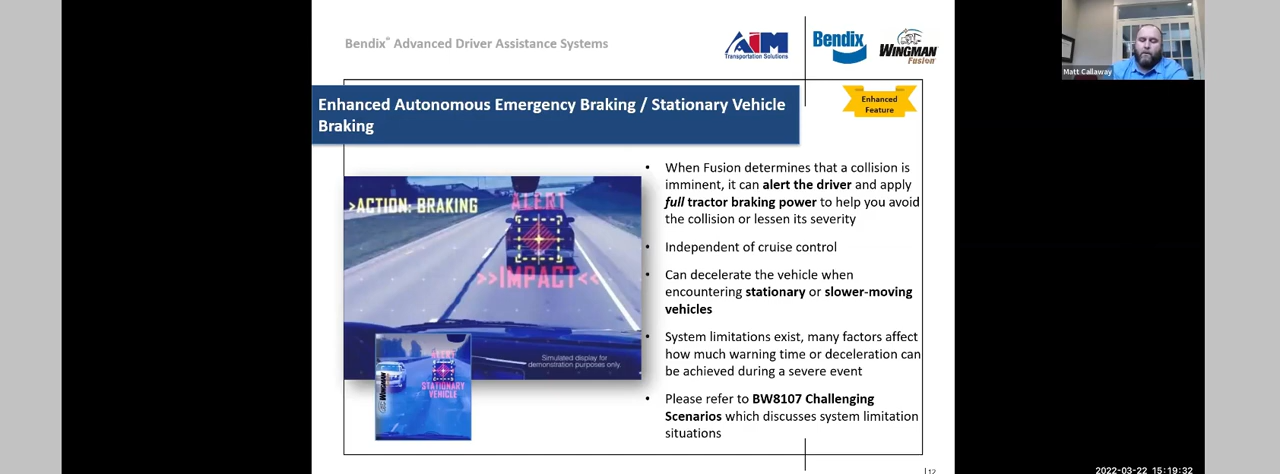 Bendix® Advanced Driver Assistance Systems
AIM
Transportation Solutions
Bendix
WINGMAN
Fusion
Matt Callaway
Enhanced Autonomous Emergency Braking / Stationary Vehicle
Braking
Enhanced
Feature
>ACTION: BRAKING
ALERT
>>IMPACT<<
Simulated display for
demonstration purposes only.
ALERT
STATIONARY
VEHICLE
WINGMAN
• When Fusion determines that a collision is
imminent, it can alert the driver and apply
full tractor braking power to help you avoid
the collision or lessen its severity
• Independent of cruise control
• Can decelerate the vehicle when
encountering stationary or slower-moving
vehicles
• System limitations exist, many factors affect
how much warning time or deceleration can
be achieved during a severe event
• Please refer to BW8107 Challenging
Scenarios which discusses system limitation
situations
12
2022-03-22 15:19:32